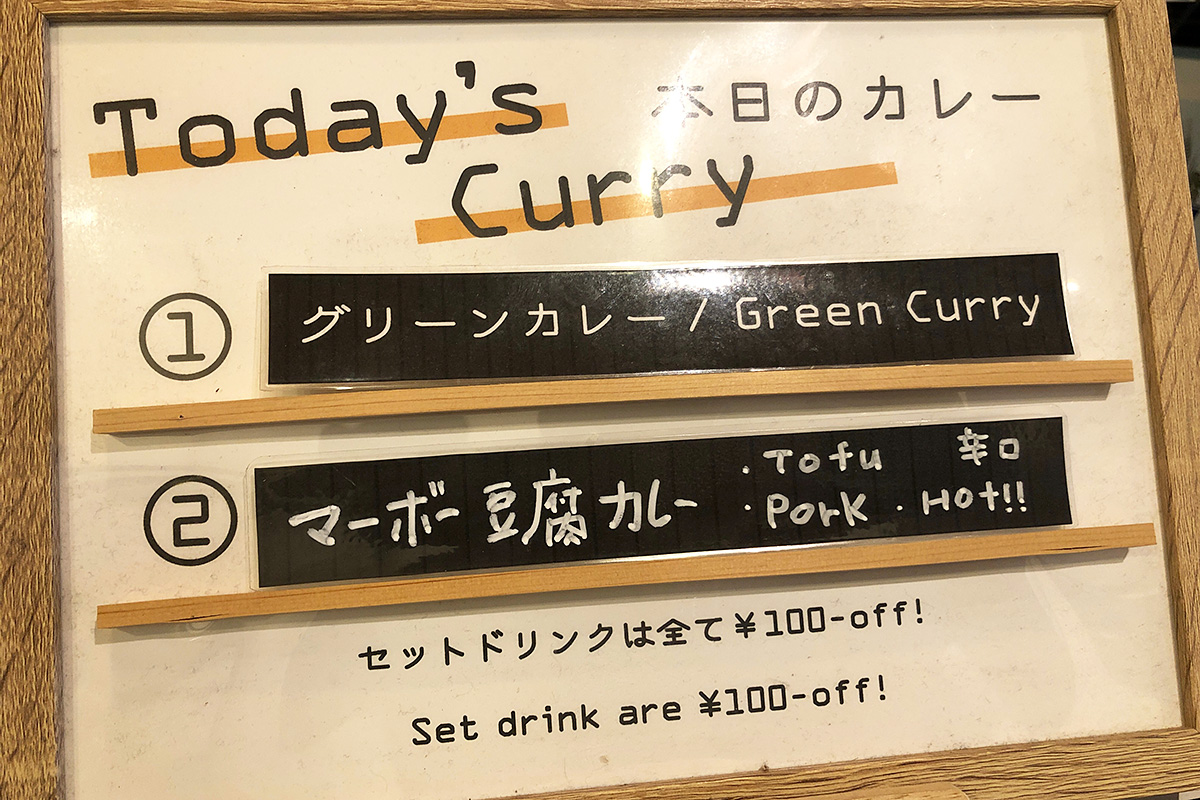 Today's
本日のカレー
Curry
① グリーンカレー / Green Curry
② マーボー豆腐カレー
・Tofu 辛口
・Pork ・Hot!!
セットドリンクは全て¥100-off!
Set drink are ¥100-off!